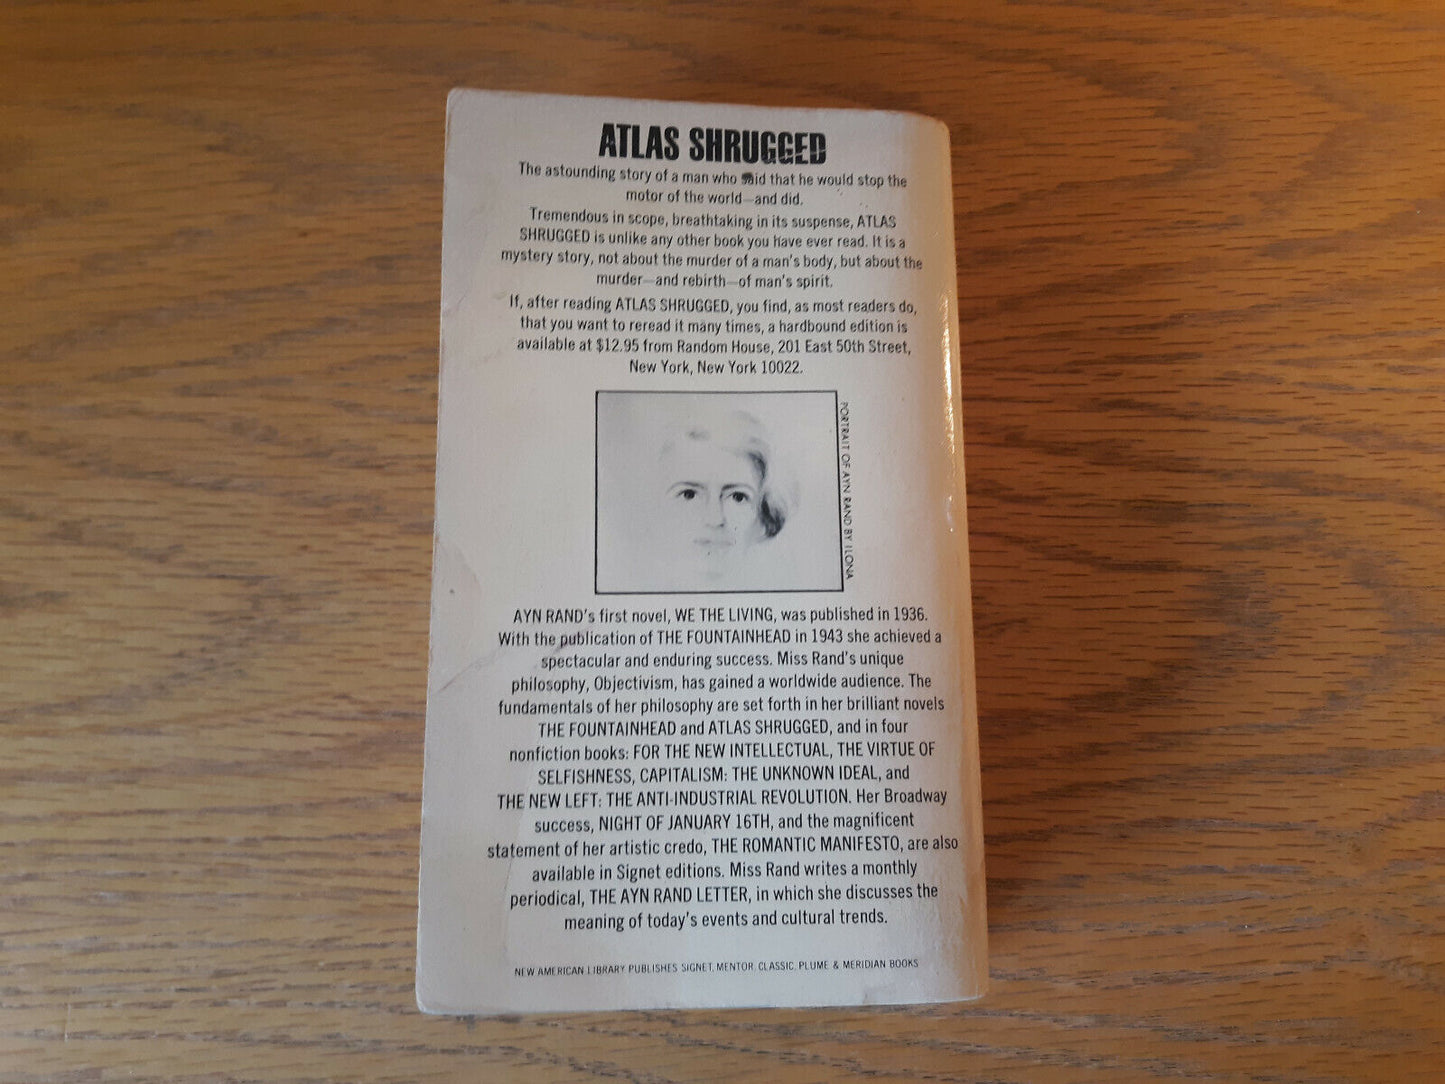 ATLAS SHRUGGED
The astounding story of a man who said that he would stop the
motor of the world—and did.
Tremendous in scope, breathtaking in its suspense, ATLAS
SHRUGGED is unlike any other book you have ever read. It is a
mystery story, not about the murder of a man's body, but about the
murder—and rebirth—of man's spirit.
If, after reading ATLAS SHRUGGED, you find, as most readers do,
that you want to reread it many times, a hardbound edition is
available at $12.95 from Random House, 201 East 50th Street,
New York, New York 10022.
PORTRAIT OF AYN RAND BY ILONA
AYN RAND's first novel, WE THE LIVING, was published in 1936.
With the publication of THE FOUNTAINHEAD in 1943 she achieved a
spectacular and enduring success. Miss Rand's unique
philosophy, Objectivism, has gained a worldwide audience. The
fundamentals of her philosophy are set forth in her brilliant novels
THE FOUNTAINHEAD and ATLAS SHRUGGED, and in four
nonfiction books: FOR THE NEW INTELLECTUAL, THE VIRTUE OF
SELFISHNESS, CAPITALISM: THE UNKNOWN IDEAL, and
THE NEW LEFT: THE ANTI-INDUSTRIAL REVOLUTION. Her Broadway
success, NIGHT OF JANUARY 16TH, and the magnificent
statement of her artistic credo, THE ROMANTIC MANIFESTO, are also
available in Signet editions. Miss Rand writes a monthly
periodical, THE AYN RAND LETTER, in which she discusses the
meaning of today's events and cultural trends.
NEW AMERICAN LIBRARY PUBLISHES SIGNET, MENTOR, CLASSIC, PLUME & MERIDIAN BOOKS